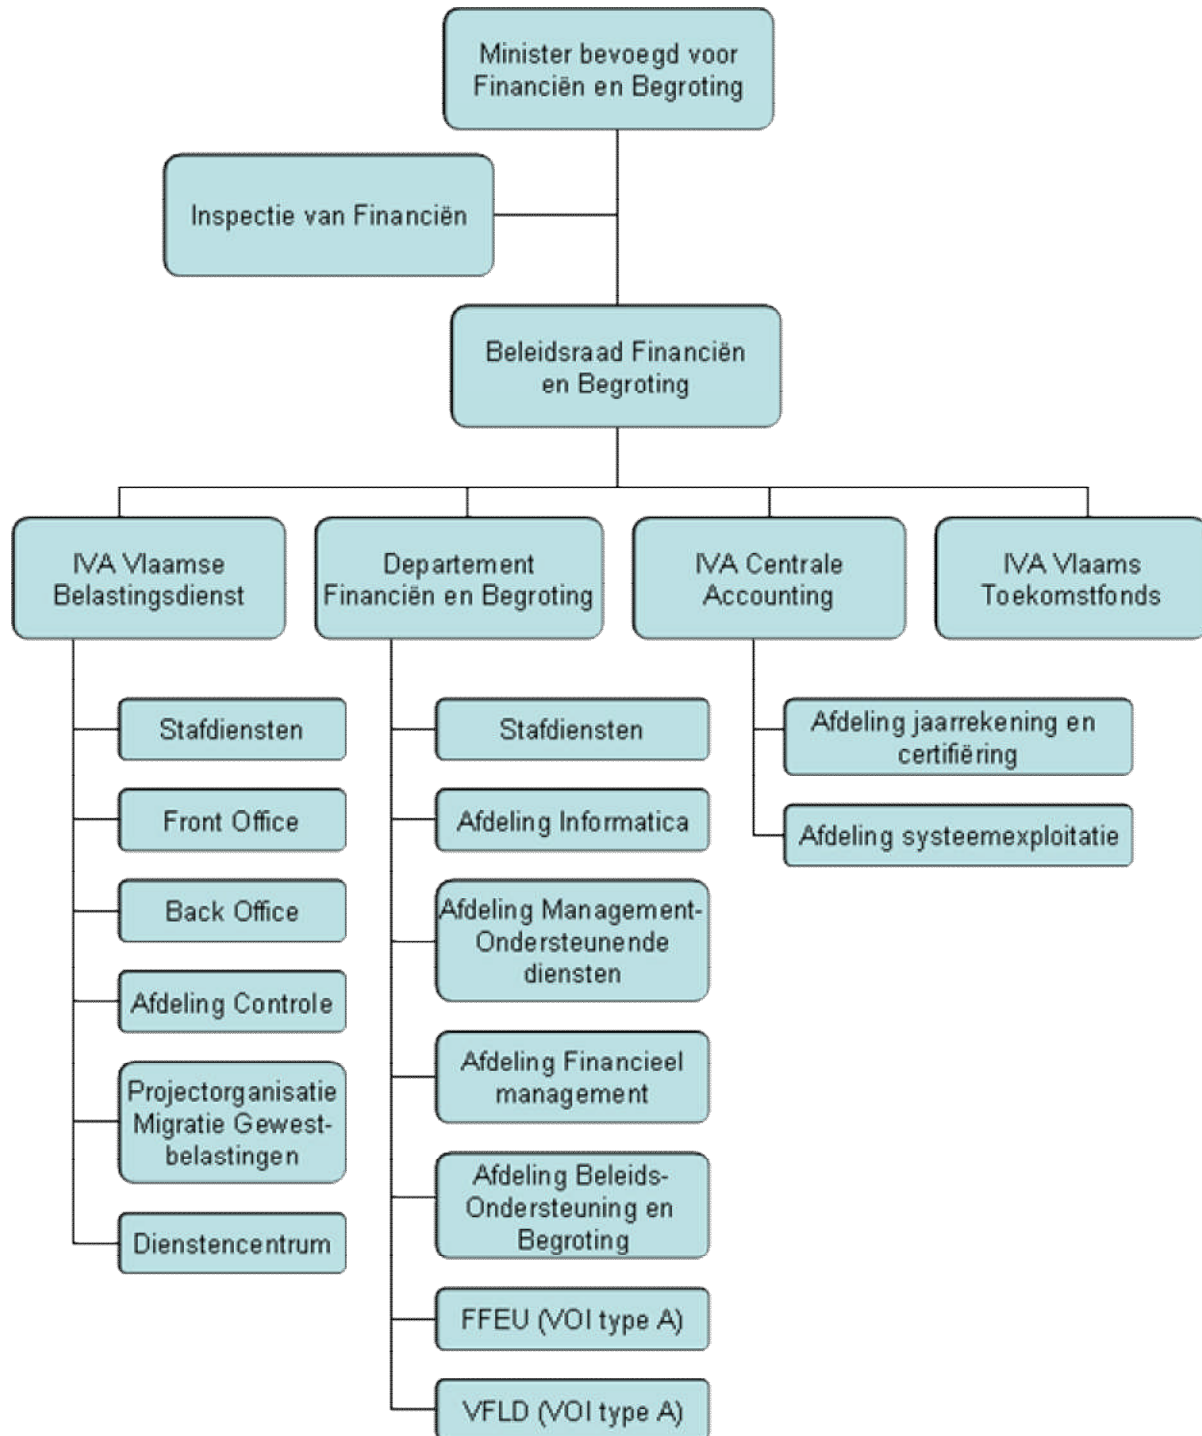 Minister bevoegd voor
Financiën en Begroting
Inspectie van Financiën
Beleidsraad Financiën
en Begroting
IVA Vlaamse
Belastingsdienst
Departement
Financiën en Begroting
IVA Centrale
Accounting
IVA Vlaams
Toekomstfonds
Stafdiensten
Front Office
Back Office
Afdeling Controle
Projectorganisatie
Migratie Gewest-
belastingen
Dienstencentrum
Stafdiensten
Afdeling Informatica
Afdeling Management-
Ondersteunende
diensten
Afdeling Financieel
management
Afdeling Beleids-
Ondersteuning en
Begroting
FFEU (VOI type A)
VFLD (VOI type A)
Afdeling jaarrekening en
certifiëring
Afdeling systeemexploitatie